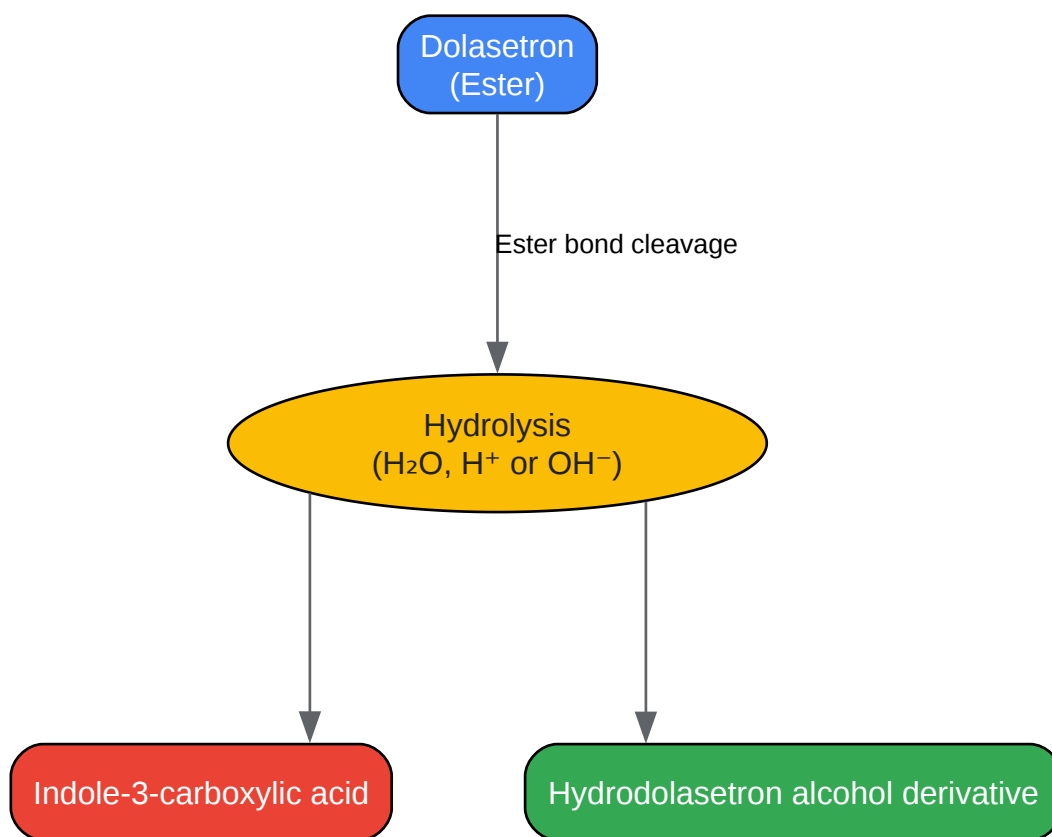 Dolasetron
(Ester)
Ester bond cleavage
Hydrolysis
(H₂O, H⁺ or OH⁻)
Indole-3-carboxylic acid
Hydrodolasetron alcohol derivative